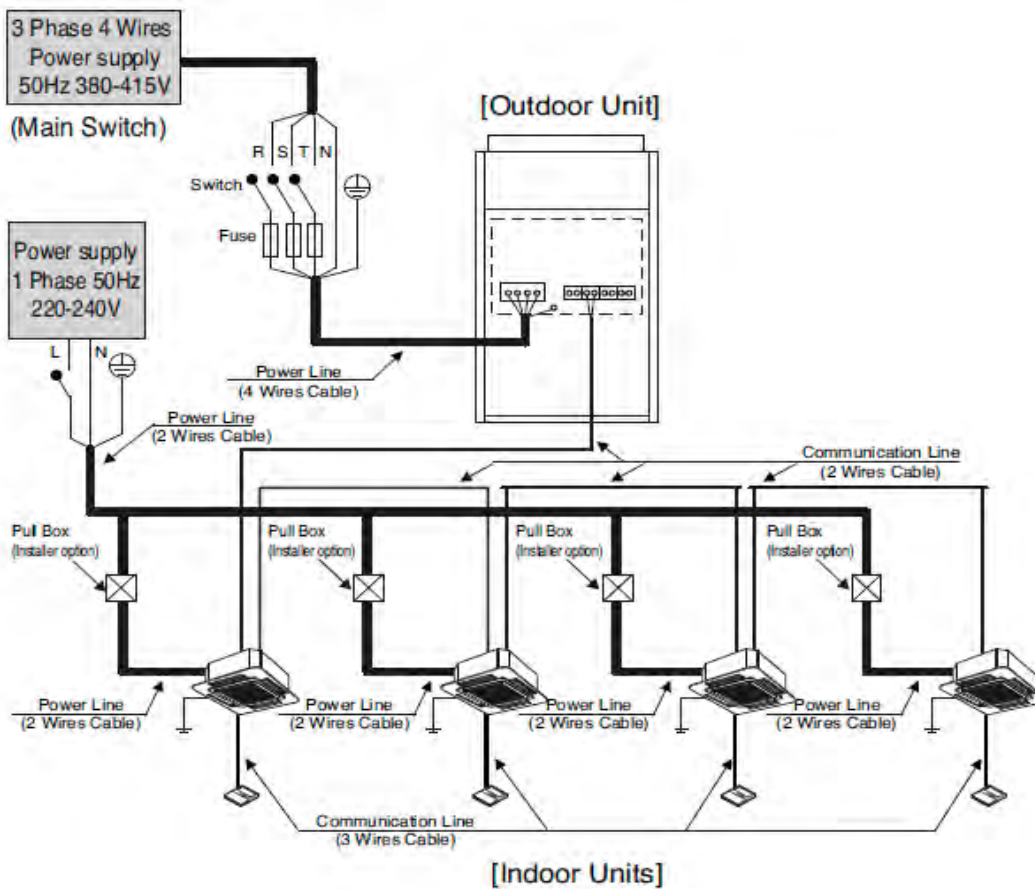 3 Phase 4 Wires
Power supply
50Hz 380-415V
(Main Switch)
[Outdoor Unit]
R S T N
Switch
Fuse
Power supply
1 Phase 50Hz
220-240V
L N
Power Line
(4 Wires Cable)
Power Line
(2 Wires Cable)
Communication Line
(2 Wires Cable)
Pull Box
(Installer option)
Pull Box
(Installer option)
Pull Box
(Installer option)
Pull Box
(Installer option)
Power Line
(2 Wires Cable)
Power Line
(2 Wires Cable)
Power Line
(2 Wires Cable)
Power Line
(2 Wires Cable)
Communication Line
(3 Wires Cable)
[Indoor Units]